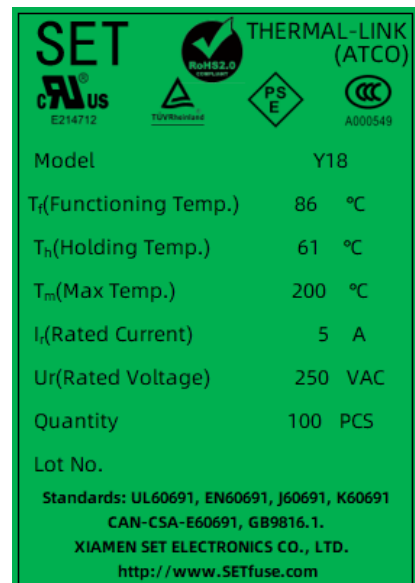 SET
RoHS2.0
COMPLIANT
THERMAL-LINK
(ATCO)
c RU ® US
E214712
TÜVRheinland
PS
E
CCC
A000549
Model Y18
Tf(Functioning Temp.) 86 ℃
Th(Holding Temp.) 61 ℃
Tm(Max Temp.) 200 ℃
Ir(Rated Current) 5 A
Ur(Rated Voltage) 250 VAC
Quantity 100 PCS
Lot No.
Standards: UL60691, EN60691, J60691, K60691
CAN-CSA-E60691, GB9816.1.
XIAMEN SET ELECTRONICS CO., LTD.
http://www.SETfuse.com